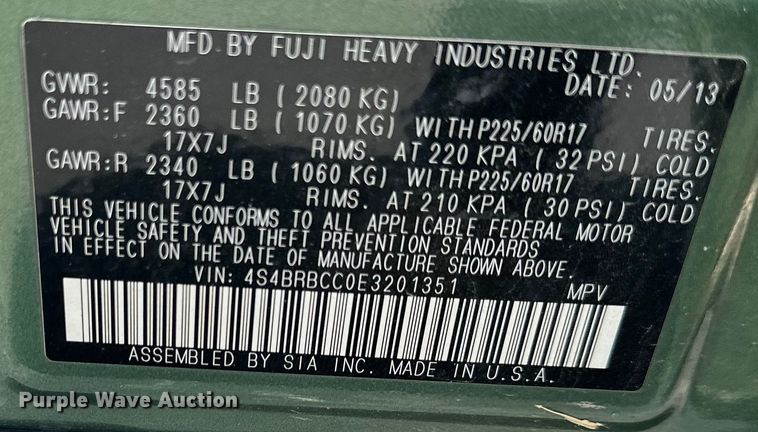 MFD BY FUJI HEAVY INDUSTRIES LTD.
DATE: 05/13
GVWR: 4585 LB ( 2080 KG)
GAWR:F 2360 LB ( 1070 KG) WITH P225/60R17 TIRES.
17X7J RIMS. AT 220 KPA ( 32 PSI) COLD
GAWR:R 2340 LB ( 1060 KG) WITH P225/60R17 TIRES.
17X7J RIMS. AT 210 KPA ( 30 PSI) COLD
THIS VEHICLE CONFORMS TO ALL APPLICABLE FEDERAL MOTOR
VEHICLE SAFETY AND THEFT PREVENTION STANDARDS
IN EFFECT ON THE DATE OF MANUFACTURE SHOWN ABOVE.
VIN: 4S4BRBCC0E3201351 MPV
ASSEMBLED BY SIA INC. MADE IN U.S.A.
Purple Wave Auction